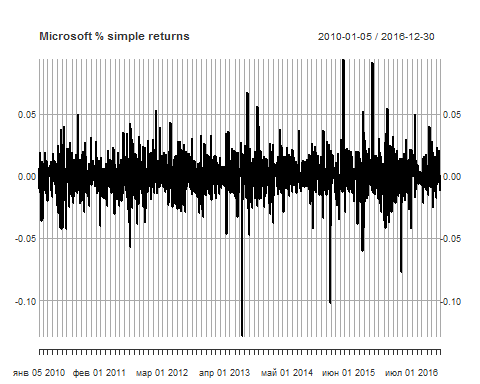 Microsoft % simple returns 2010-01-05 / 2016-12-30
0.05 0.05
0.00 0.00
-0.05 -0.05
-0.10 -0.10
янв 05 2010 фев 01 2011 мар 01 2012 апр 01 2013 май 01 2014 июн 01 2015 июл 01 2016